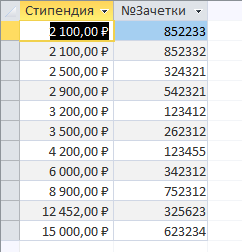 Стипендия №Зачетки
2 100,00 ₽ 852233
2 100,00 ₽ 852332
2 500,00 ₽ 324321
2 900,00 ₽ 542321
3 200,00 ₽ 123412
3 500,00 ₽ 262312
4 200,00 ₽ 123455
6 000,00 ₽ 342312
8 900,00 ₽ 752312
12 452,00 ₽ 325623
15 000,00 ₽ 623234